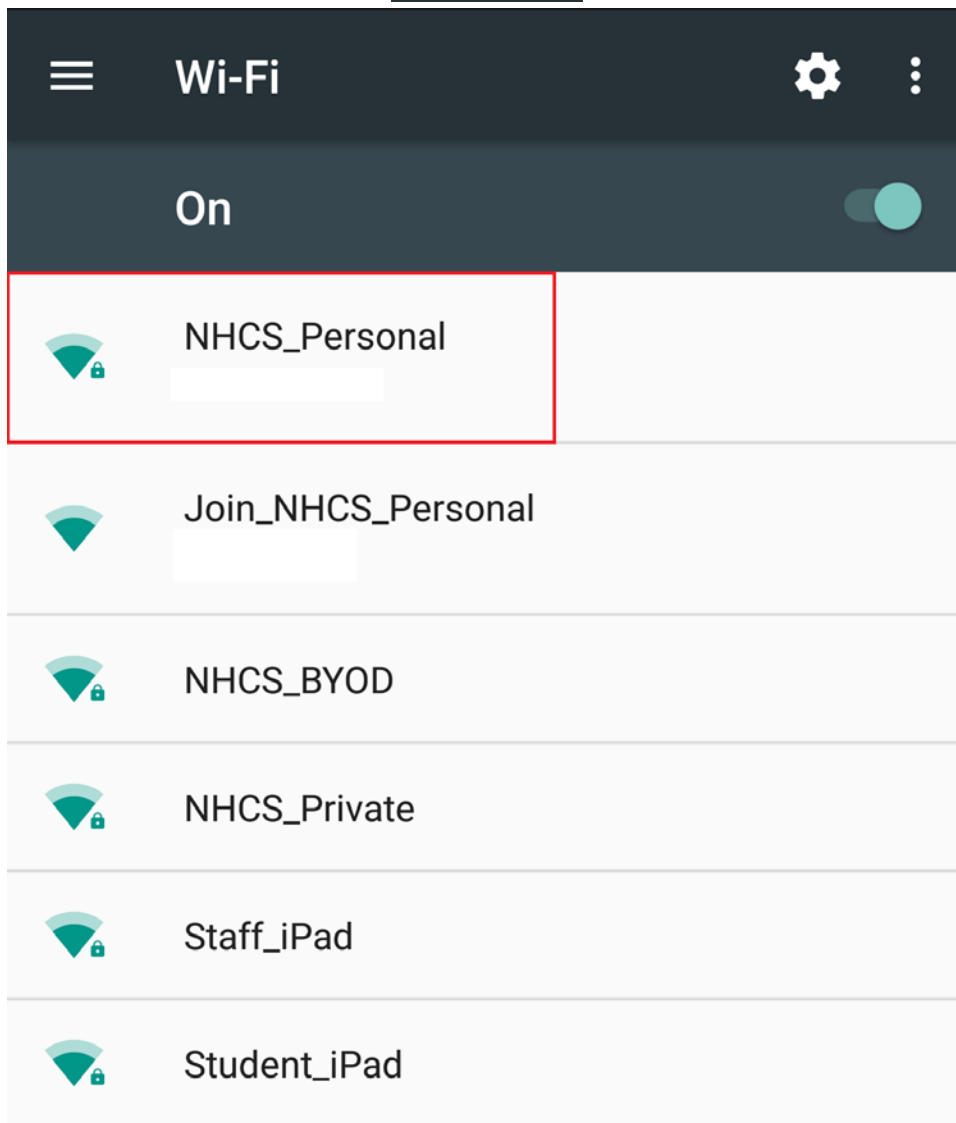 Wi-Fi
On
NHCS_Personal
Join_NHCS_Personal
NHCS_BYOD
NHCS_Private
Staff_iPad
Student_iPad